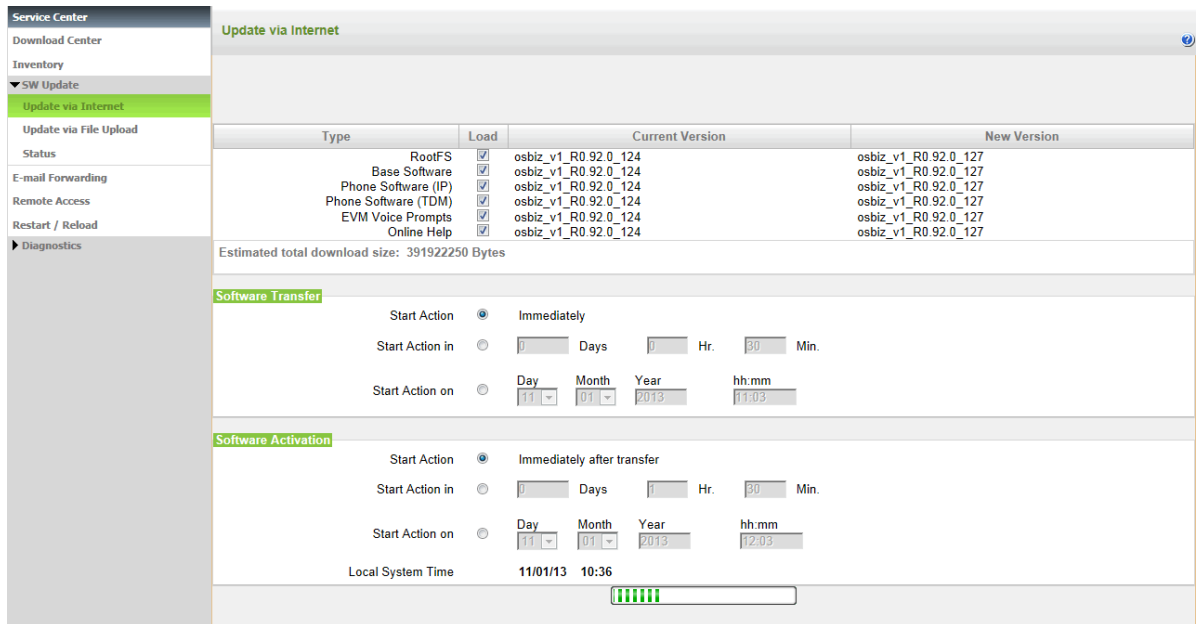 Service Center
Download Center
Inventory
SW Update
Update via Internet
Update via File Upload
Status
E-mail Forwarding
Remote Access
Restart / Reload
Diagnostics
Update via Internet
Type Load Current Version New Version
RootFS osbiz_v1_R0.92.0_124 osbiz_v1_R0.92.0_127
Base Software osbiz_v1_R0.92.0_124 osbiz_v1_R0.92.0_127
Phone Software (IP) osbiz_v1_R0.92.0_124 osbiz_v1_R0.92.0_127
Phone Software (TDM) osbiz_v1_R0.92.0_124 osbiz_v1_R0.92.0_127
EVM Voice Prompts osbiz_v1_R0.92.0_124 osbiz_v1_R0.92.0_127
Online Help osbiz_v1_R0.92.0_124 osbiz_v1_R0.92.0_127
Estimated total download size: 391922250 Bytes
Software Transfer
Start Action Immediately
Start Action in 0 Days 0 Hr. 30 Min.
Day Month Year hh:mm
Start Action on 11 01 2013 11:03
Software Activation
Start Action Immediately after transfer
Start Action in 0 Days 1 Hr. 30 Min.
Day Month Year hh:mm
Start Action on 11 01 2013 12:03
Local System Time 11/01/13 10:36